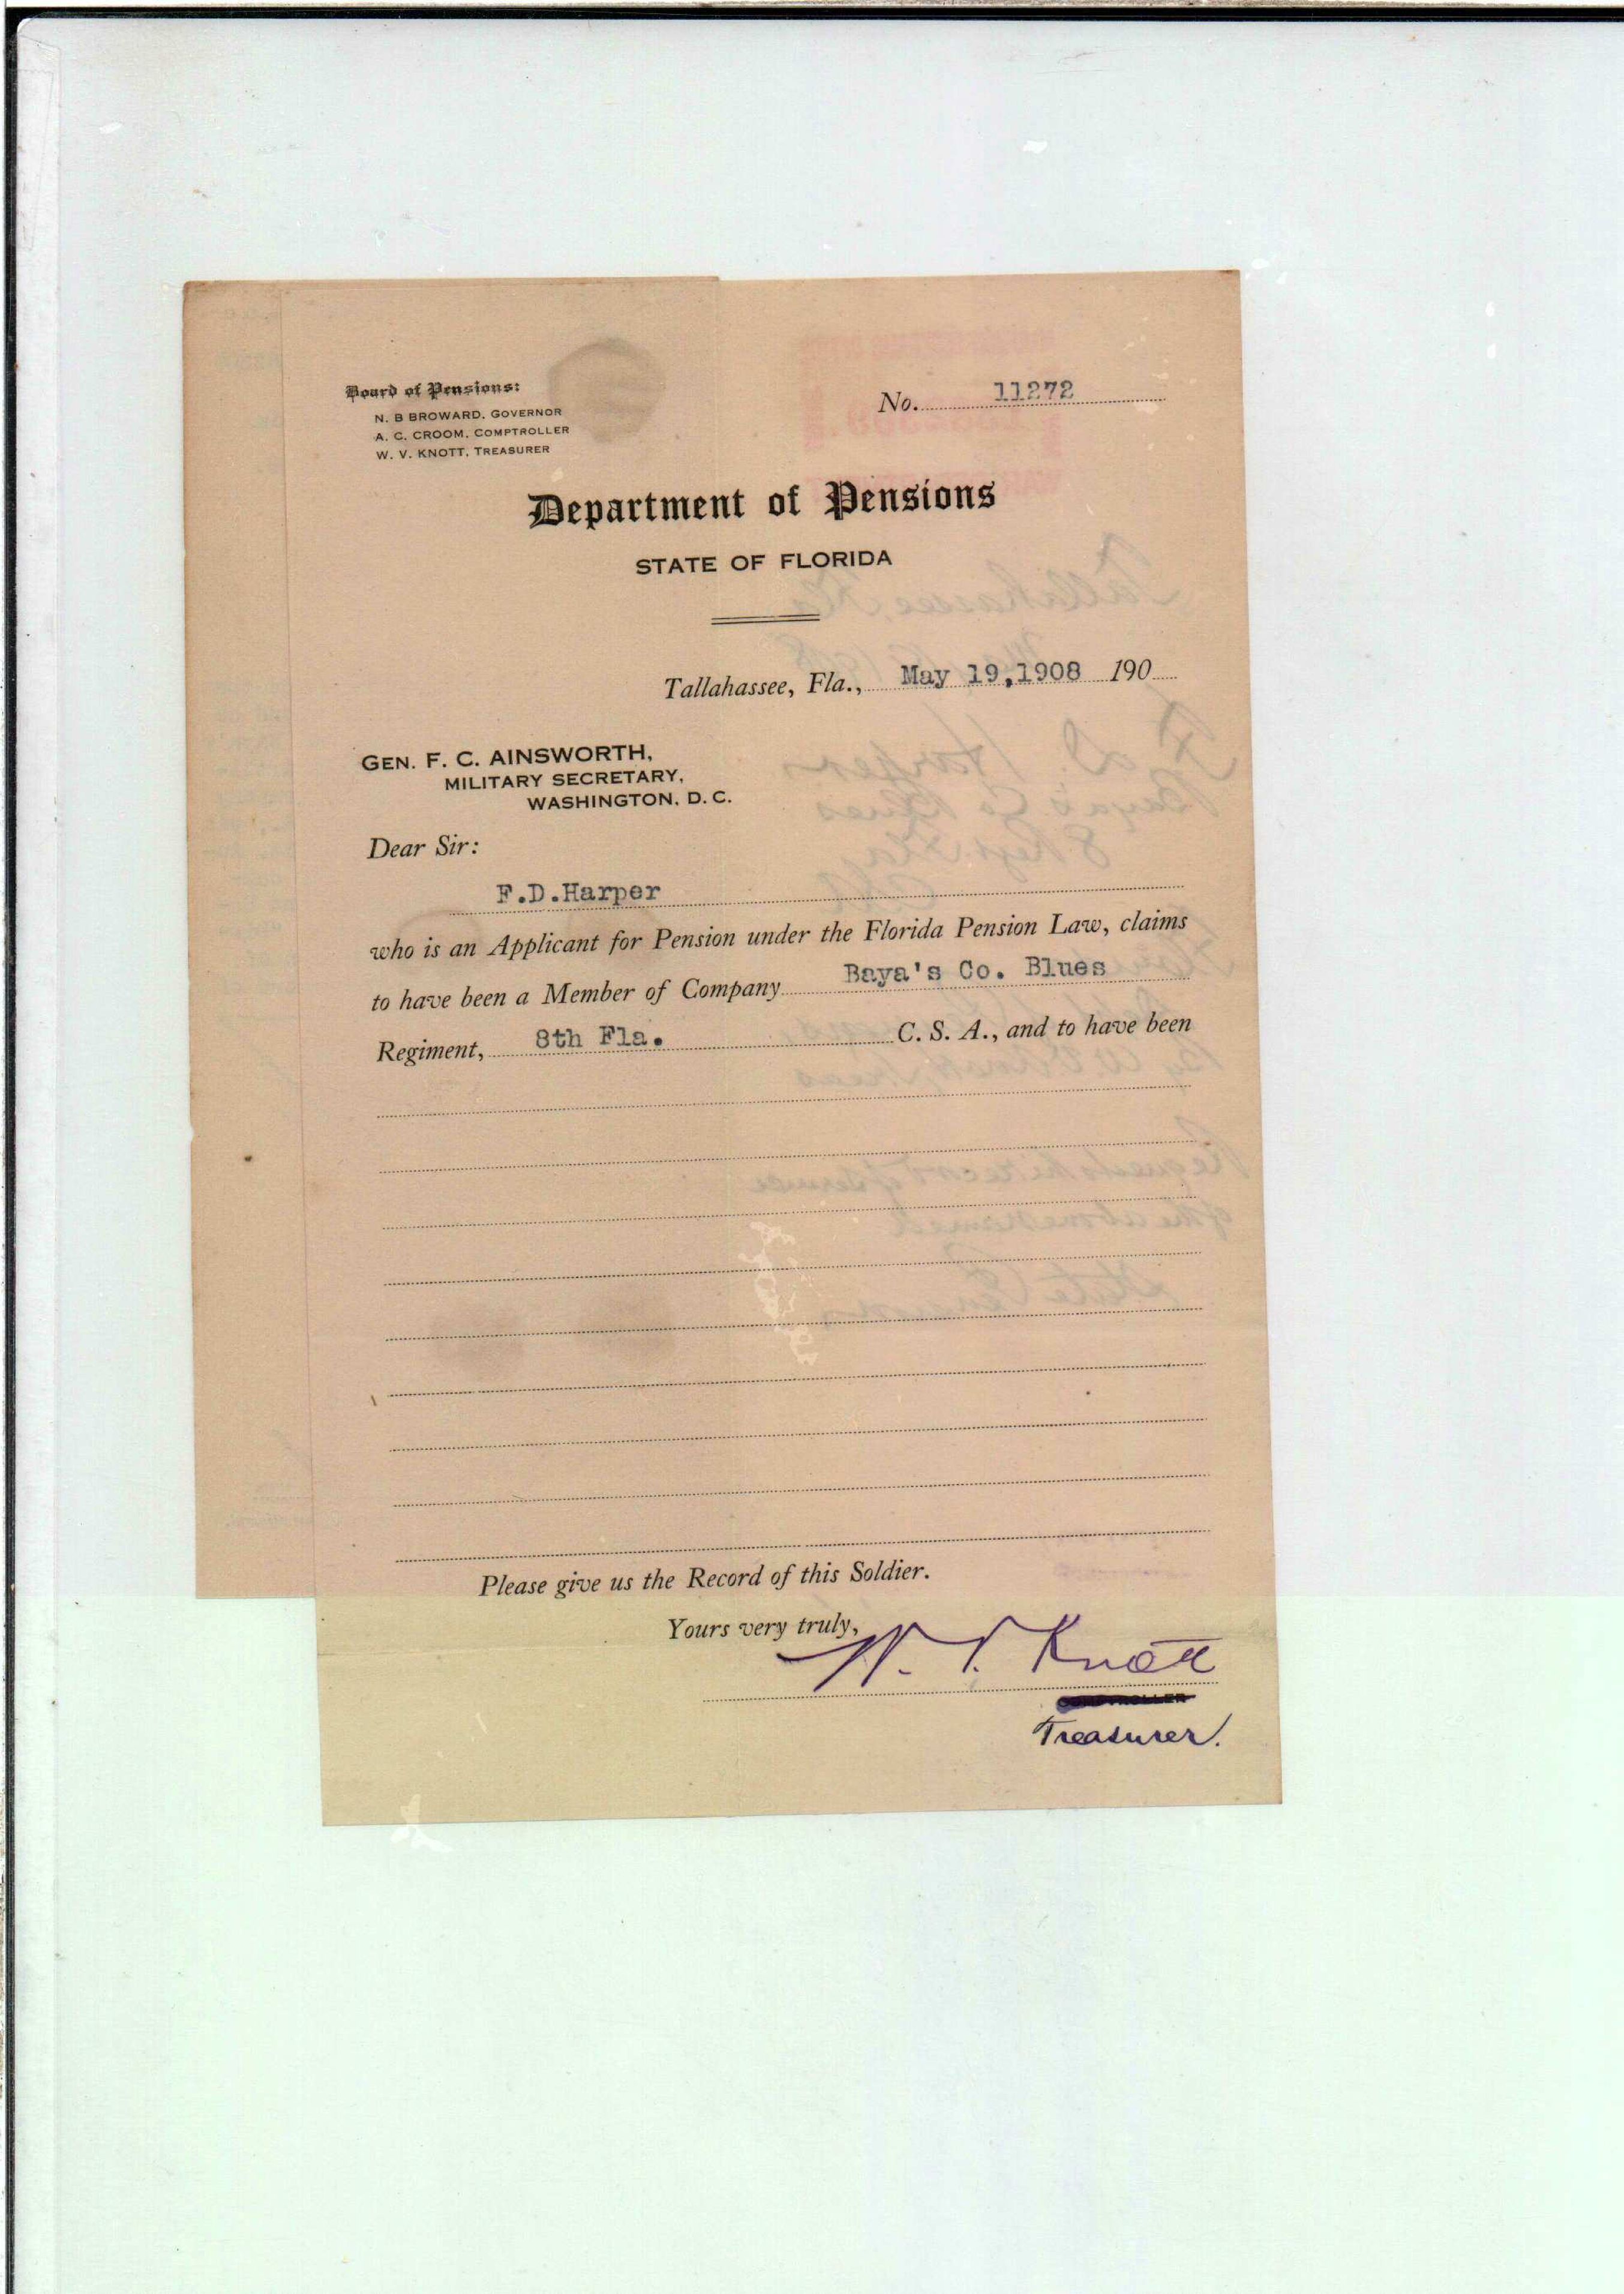 Board of Pensions:
N. B BROWARD, GOVERNOR
A. C. CROOM, COMPTROLLER
W. V. KNOTT, TREASURER
No. 11272
Department of Pensions
STATE OF FLORIDA
Tallahassee, Fla., May 19,1908 190
GEN. F. C. AINSWORTH,
MILITARY SECRETARY,
WASHINGTON, D. C.
Dear Sir:
F.D.Harper
who is an Applicant for Pension under the Florida Pension Law, claims
to have been a Member of Company Baya's Co. Blues
Regiment, 8th Fla. C. S. A., and to have been
Please give us the Record of this Soldier.
Yours very truly,
W. V. Knott
COMPTROLLER
Treasurer.